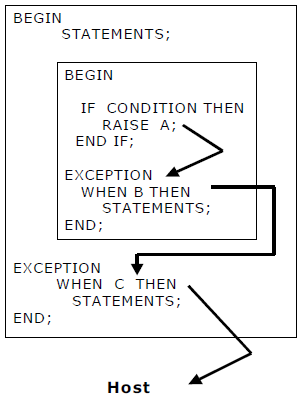 BEGIN
STATEMENTS;
BEGIN
IF CONDITION THEN
RAISE A;
END IF;
EXCEPTION
WHEN B THEN
STATEMENTS;
END;
EXCEPTION
WHEN C THEN
STATEMENTS;
END;
Host